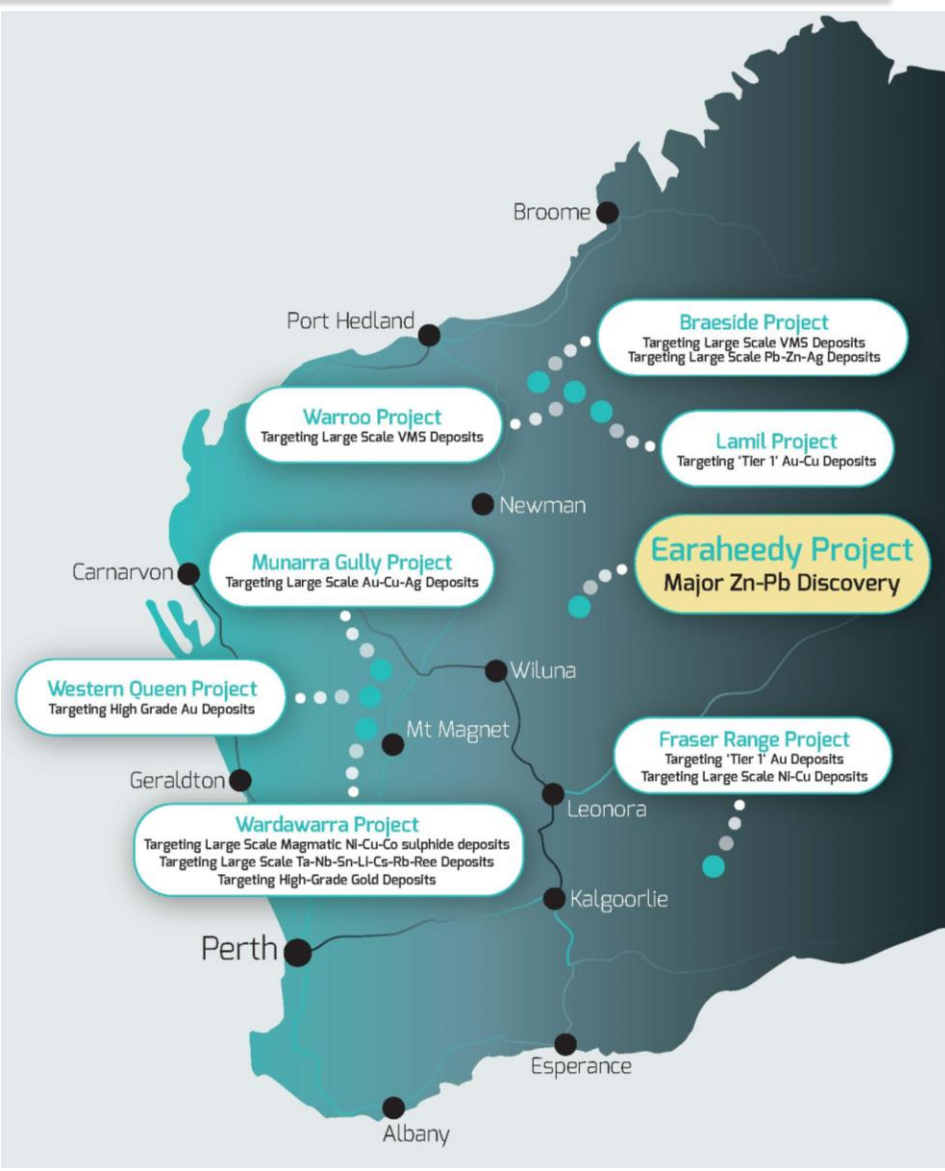 Broome
Port Hedland
Braeside Project
Targeting Large Scale VMS Deposits
Targeting Large Scale Pb-Zn-Ag Deposits
Warroo Project
Targeting Large Scale VMS Deposits
Lamil Project
Targeting 'Tier 1' Au-Cu Deposits
Newman
Earaheedy Project
Major Zn-Pb Discovery
Carnarvon
Munarra Gully Project
Targeting Large Scale Au-Cu-Ag Deposits
Wiluna
Western Queen Project
Targeting High Grade Au Deposits
Mt Magnet
Fraser Range Project
Targeting 'Tier 1' Au Deposits
Targeting Large Scale Ni-Cu Deposits
Geraldton
Leonora
Wardawarra Project
Targeting Large Scale Magmatic Ni-Cu-Co sulphide deposits
Targeting Large Scale Ta-Nb-Sn-Li-Cs-Rb-Ree Deposits
Targeting High-Grade Gold Deposits
Kalgoorlie
Perth
Esperance
Albany